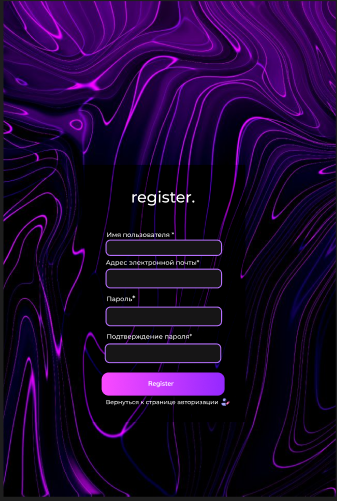 register.
Имя пользователя *
Адрес электронной почты*
Пароль*
Подтверждение пароля*
Register
Вернуться к странице авторизации